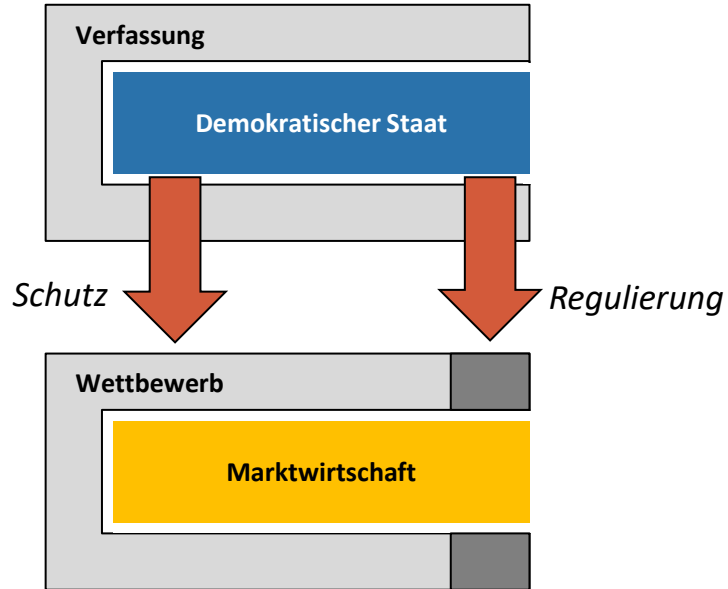 Verfassung
Demokratischer Staat
Schutz
Regulierung
Wettbewerb
Marktwirtschaft